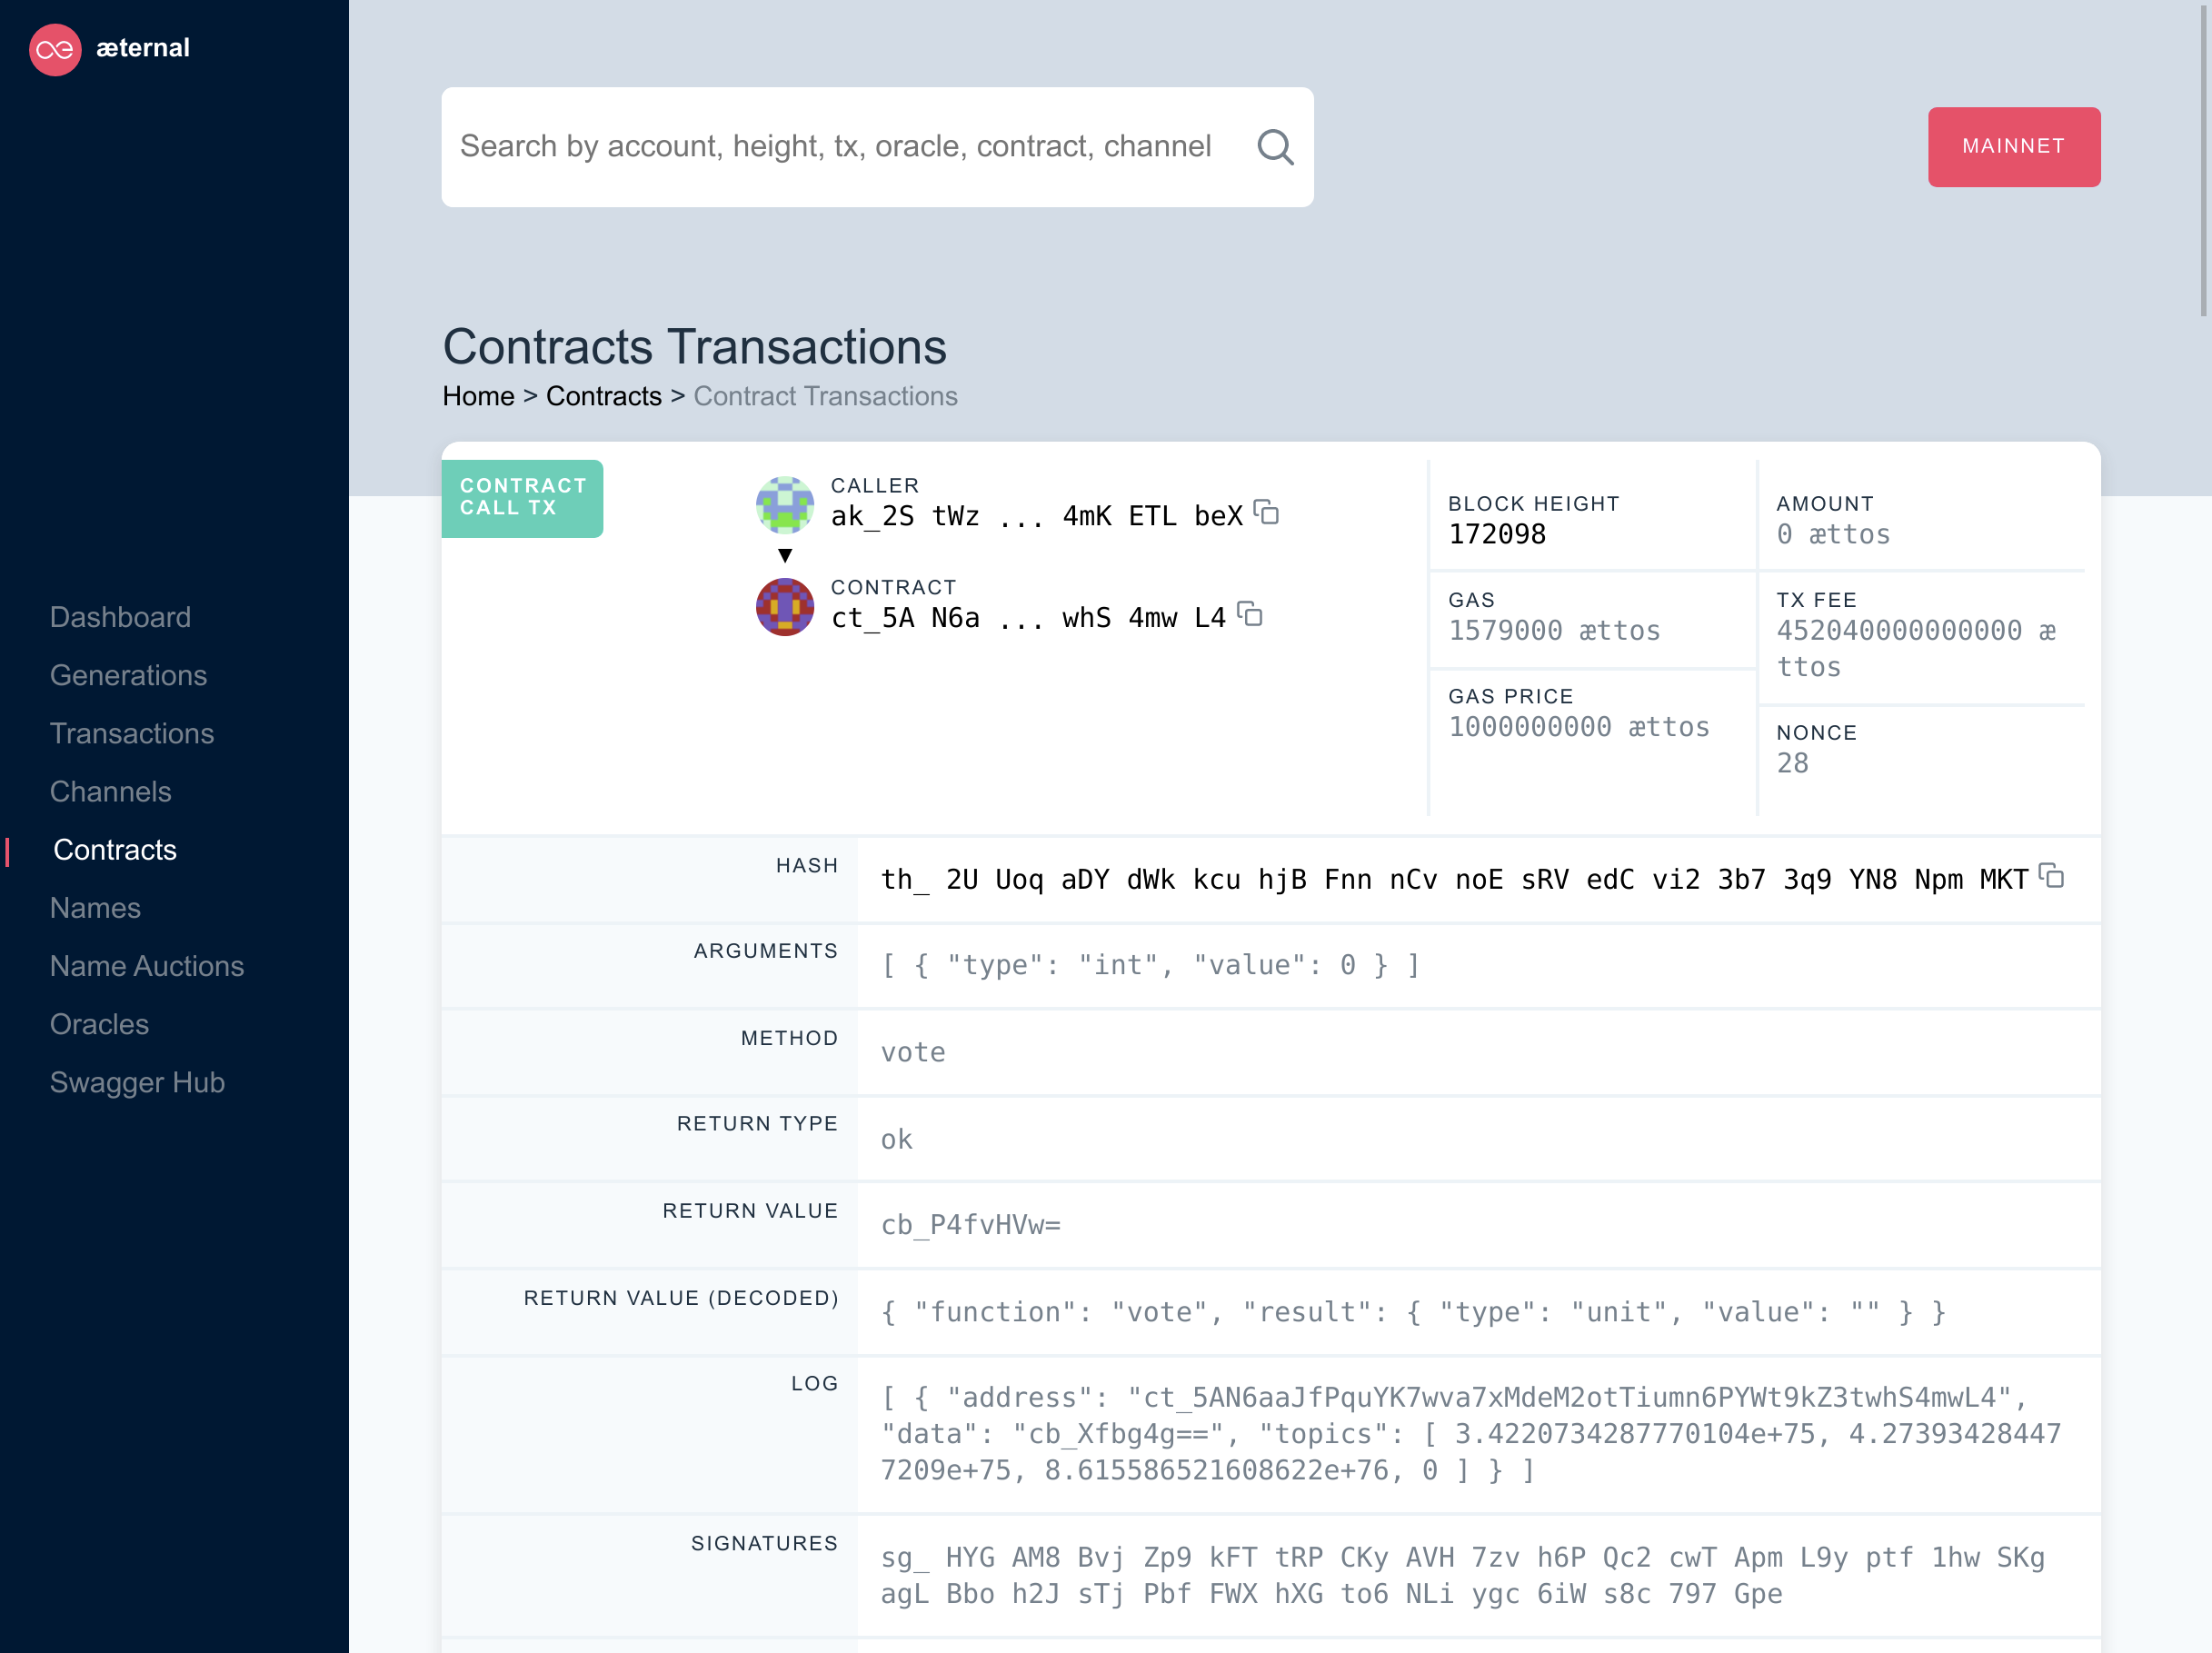 æternal
Search by account, height, tx, oracle, contract, channel
MAINNET
Dashboard
Generations
Transactions
Channels
Contracts
Names
Name Auctions
Oracles
Swagger Hub
Contracts Transactions
Home > Contracts > Contract Transactions
CONTRACT
CALL TX
CALLER
ak_2S tWz ... 4mK ETL beX
▼
CONTRACT
ct_5A N6a ... whS 4mw L4
BLOCK HEIGHT
172098
GAS
1579000 ættos
GAS PRICE
1000000000 ættos
AMOUNT
0 ættos
TX FEE
452040000000000 æ
ttos
NONCE
28
HASH
th_ 2U Uoq aDY dWk kcu hjB Fnn nCv noE sRV edC vi2 3b7 3q9 YN8 Npm MKT
ARGUMENTS
[ { "type": "int", "value": 0 } ]
METHOD
vote
RETURN TYPE
ok
RETURN VALUE
cb_P4fvHVw=
RETURN VALUE (DECODED)
{ "function": "vote", "result": { "type": "unit", "value": "" } }
LOG
[ { "address": "ct_5AN6aaJfPquYK7wva7xMdeM2otTiumn6PYWt9kZ3twhS4mwL4",
"data": "cb_Xfbg4g==", "topics": [ 3.4220734287770104e+75, 4.27393428447
7209e+75, 8.615586521608622e+76, 0 ] } ]
SIGNATURES
sg_ HYG AM8 Bvj Zp9 kFT tRP CKy AVH 7zv h6P Qc2 cwT Apm L9y ptf 1hw SKg
agL Bbo h2J sTj Pbf FWX hXG to6 NLi ygc 6iW s8c 797 Gpe